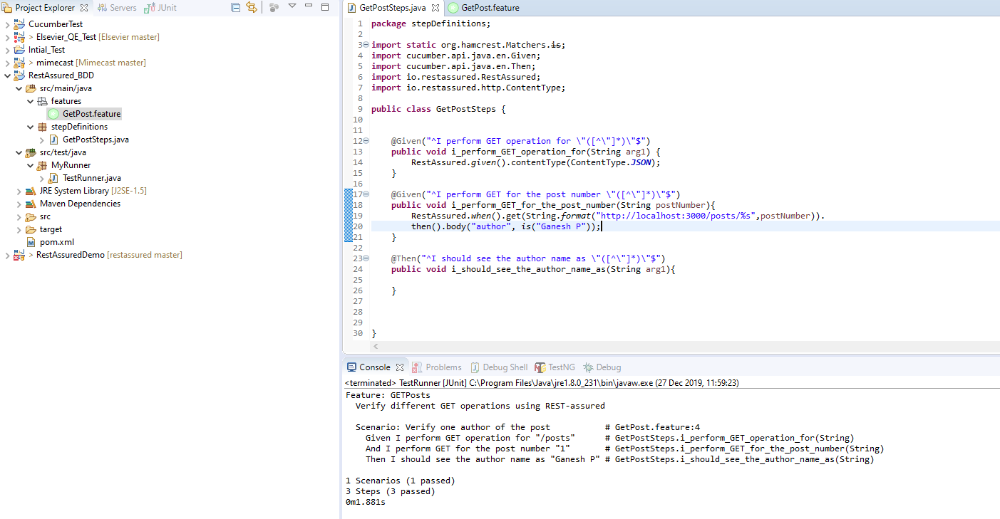 Project Explorer
Servers
JUnit
CucumberTest
> Elsevier_QE_Test [Elsevier master]
Intial_Test
> mimecast [Mimecast master]
RestAssured_BDD
src/main/java
features
GetPost.feature
stepDefinitions
GetPostSteps.java
src/test/java
MyRunner
TestRunner.java
JRE System Library [J2SE-1.5]
Maven Dependencies
src
target
pom.xml
> RestAssuredDemo [restassured master]
GetPostSteps.java
GetPost.feature
1 package stepDefinitions;
2
3 import static org.hamcrest.Matchers.is;
4 import cucumber.api.java.en.Given;
5 import cucumber.api.java.en.Then;
6 import io.restassured.RestAssured;
7 import io.restassured.http.ContentType;
8
9 public class GetPostSteps {
10
11
12 @Given("^I perform GET operation for \"([^\"]*)\"$")
13 public void i_perform_GET_operation_for(String arg1) {
14 RestAssured.given().contentType(ContentType.JSON);
15 }
16
17 @Given("^I perform GET for the post number \"([^\"]*)\"$")
18 public void i_perform_GET_for_the_post_number(String postNumber){
19 RestAssured.when().get(String.format("http://localhost:3000/posts/%s",postNumber)).
20 then().body("author", is("Ganesh P"));
21 }
22
23 @Then("^I should see the author name as \"([^\"]*)\"$")
24 public void i_should_see_the_author_name_as(String arg1){
25
26 }
27
28
29
30 }
Console
Problems
Debug Shell
TestNG
Debug
<terminated> TestRunner [JUnit] C:\Program Files\Java\jre1.8.0_231\bin\javaw.exe (27 Dec 2019, 11:59:23)
Feature: GETPosts
Verify different GET operations using REST-assured
Scenario: Verify one author of the post # GetPost.feature:4
Given I perform GET operation for "/posts" # GetPostSteps.i_perform_GET_operation_for(String)
And I perform GET for the post number "1" # GetPostSteps.i_perform_GET_for_the_post_number(String)
Then I should see the author name as "Ganesh P" # GetPostSteps.i_should_see_the_author_name_as(String)
1 Scenarios (1 passed)
3 Steps (3 passed)
0m1.881s